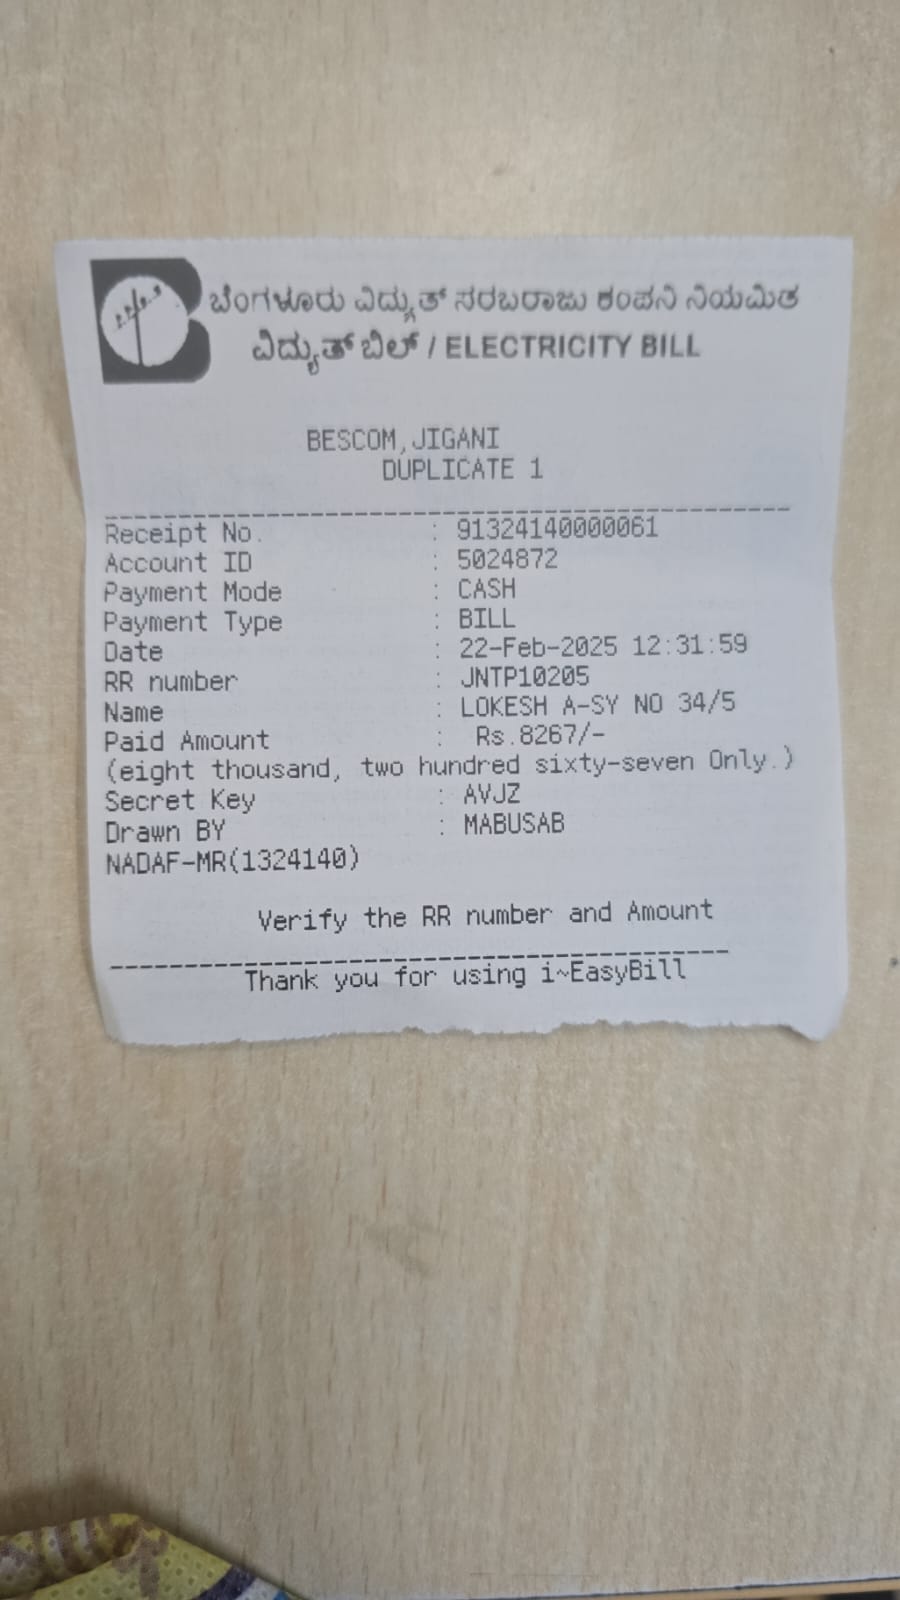 ಬೆಂಗಳೂರು ವಿದ್ಯುತ್ ಸರಬರಾಜು ಕಂಪನಿ ನಿಯಮಿತ
ವಿದ್ಯುತ್ ಬಿಲ್ / ELECTRICITY BILL
BESCOM,JIGANI
DUPLICATE 1
Receipt No. : 91324140000061
Account ID : 5024872
Payment Mode : CASH
Payment Type : BILL
Date : 22-Feb-2025 12:31:59
RR number : JNTP10205
Name : LOKESH A-SY NO 34/5
Paid Amount : Rs.8267/-
(eight thousand, two hundred sixty-seven Only.)
Secret Key : AVJZ
Drawn BY : MABUSAB
NADAF-MR(1324140)
Verify the RR number and Amount
Thank you for using i~EasyBill